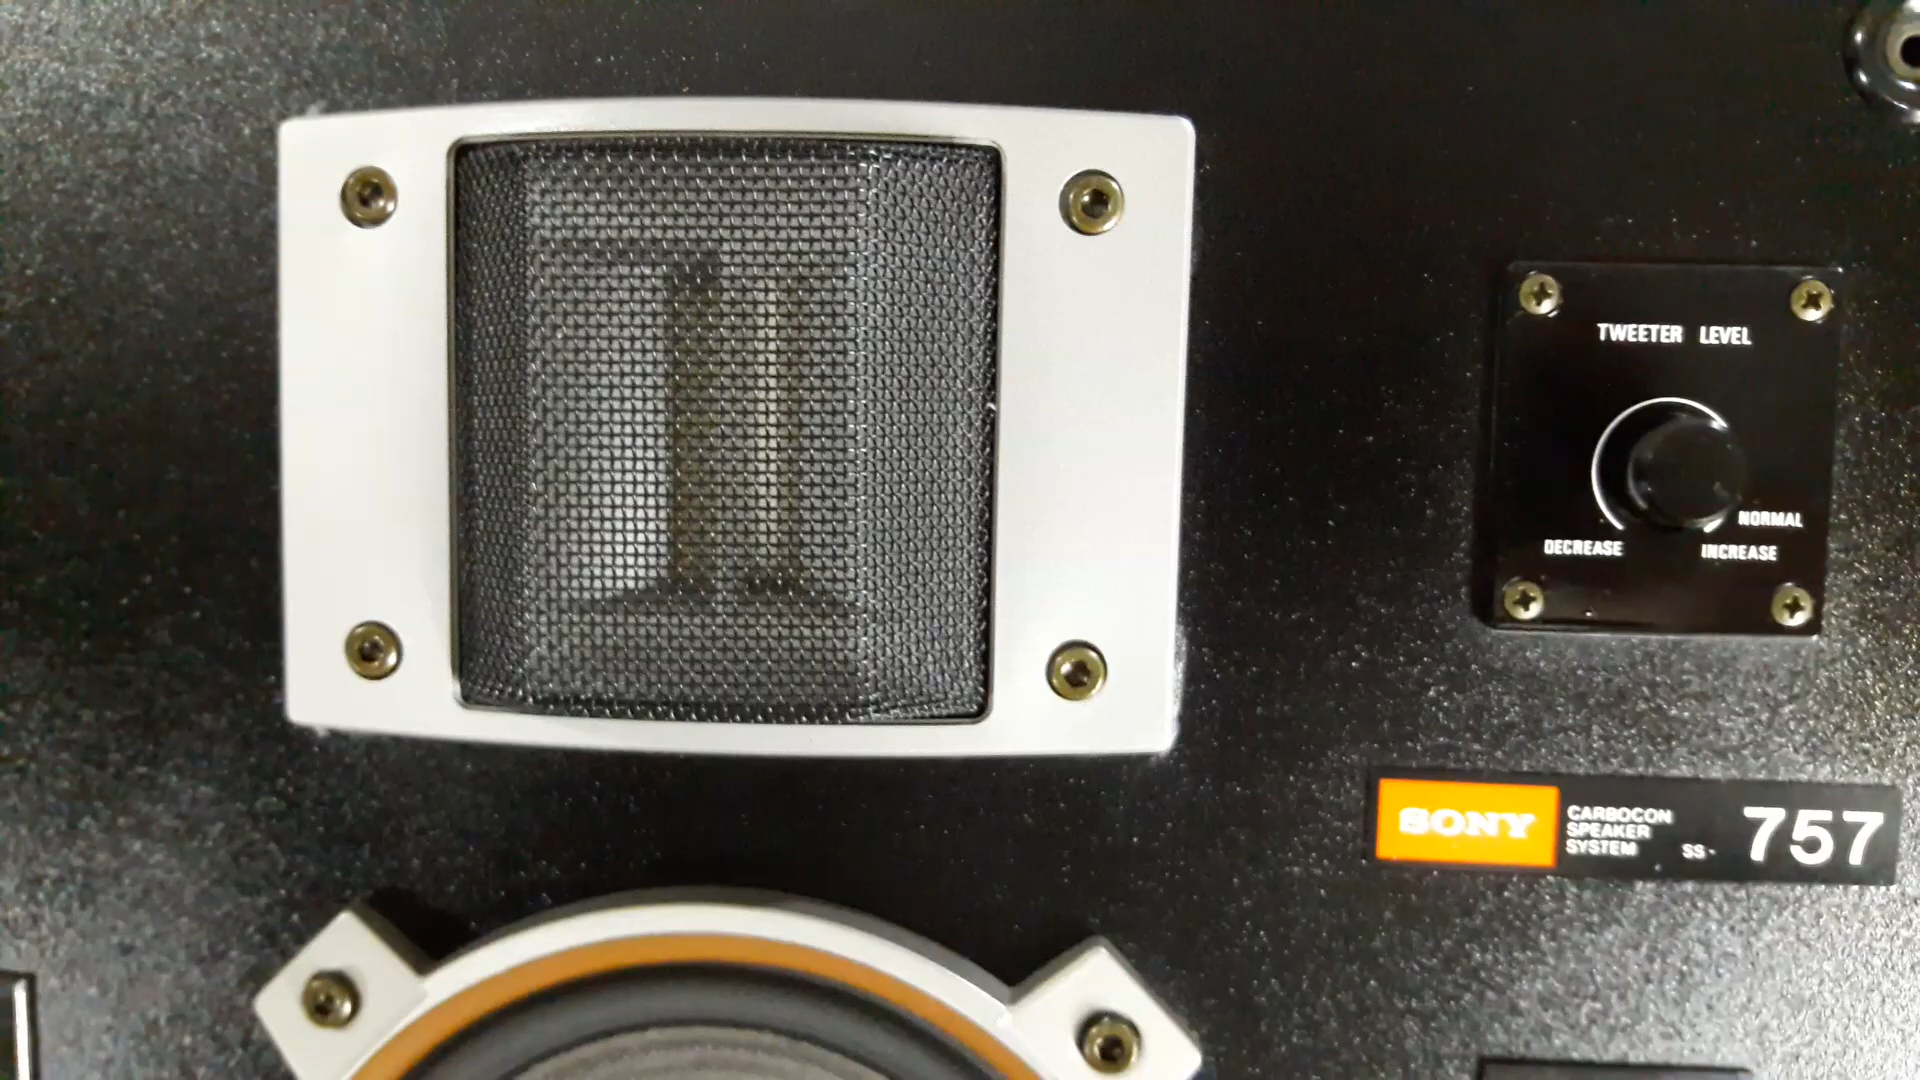 TWEETER LEVEL
NORMAL
DECREASE INCREASE
SONY
CARBOCON
SPEAKER
SYSTEM SS- 757